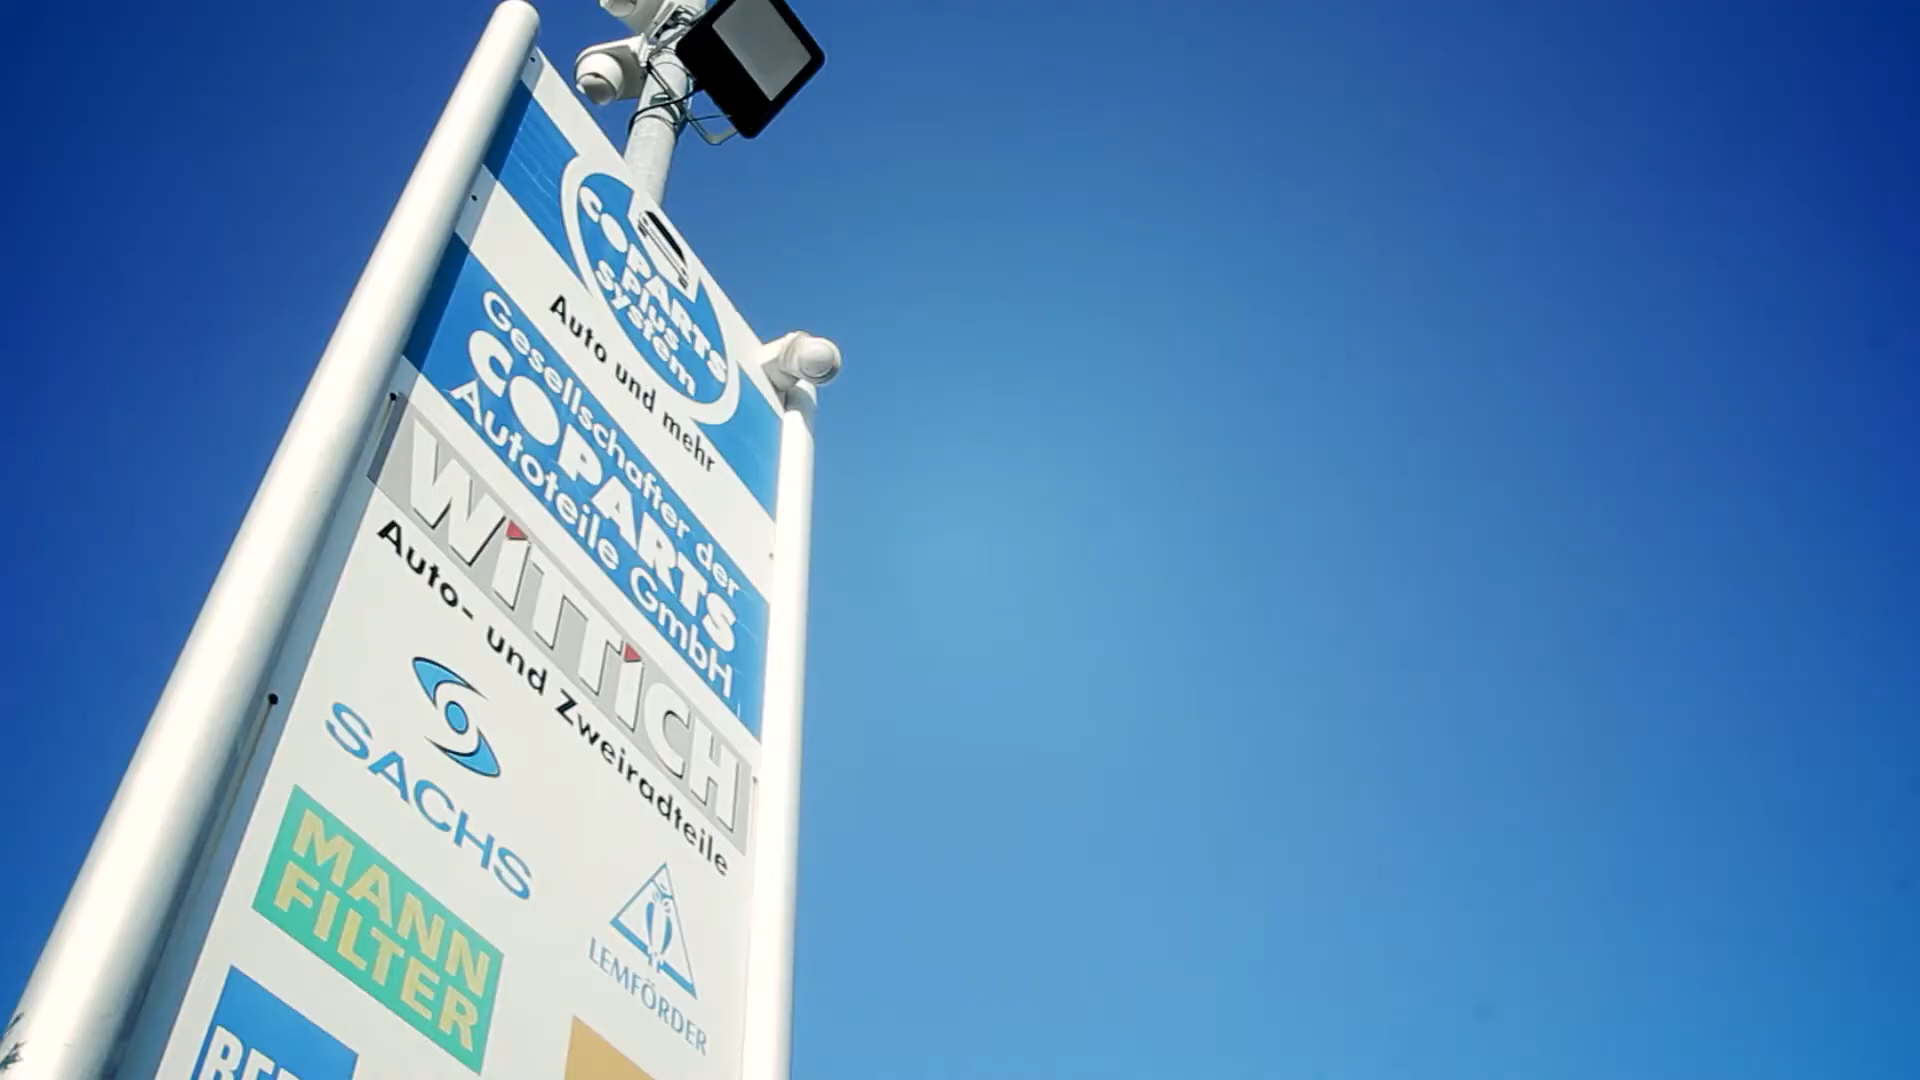 COPARTS
Plus
System
Auto und mehr
Gesellschafter der
COPARTS
Autoteile GmbH
WITTICH
Auto- und Zweiradteile
SACHS
MANN
FILTER
LEMFÖRDER